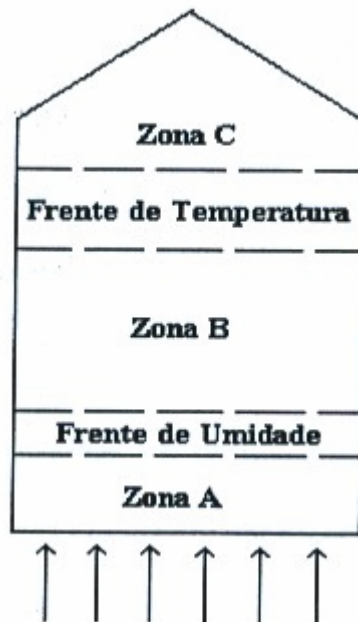 Zona C
Frente de Temperatura
Zona B
Frente de Umidade
Zona A